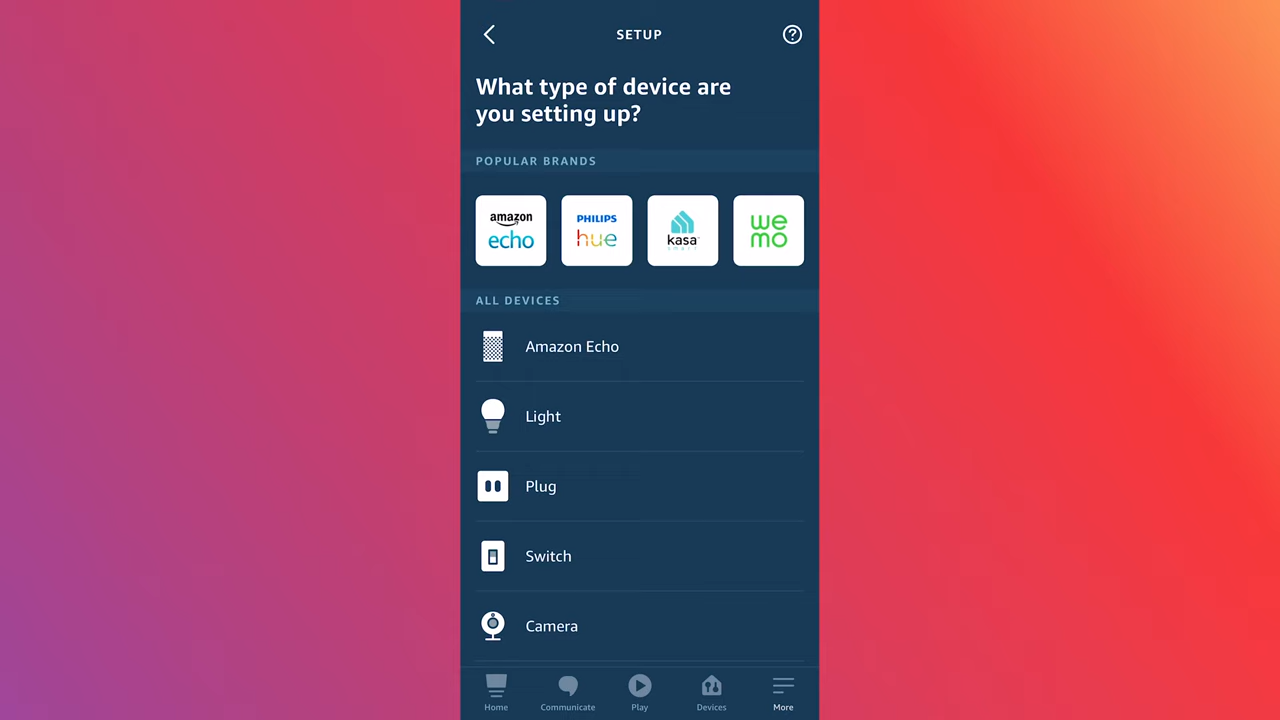 SETUP
What type of device are
you setting up?
POPULAR BRANDS
amazon
echo
PHILIPS
hue
kasa
we
mo
ALL DEVICES
Amazon Echo
Light
Plug
Switch
Camera
Home
Communicate
Play
Devices
More